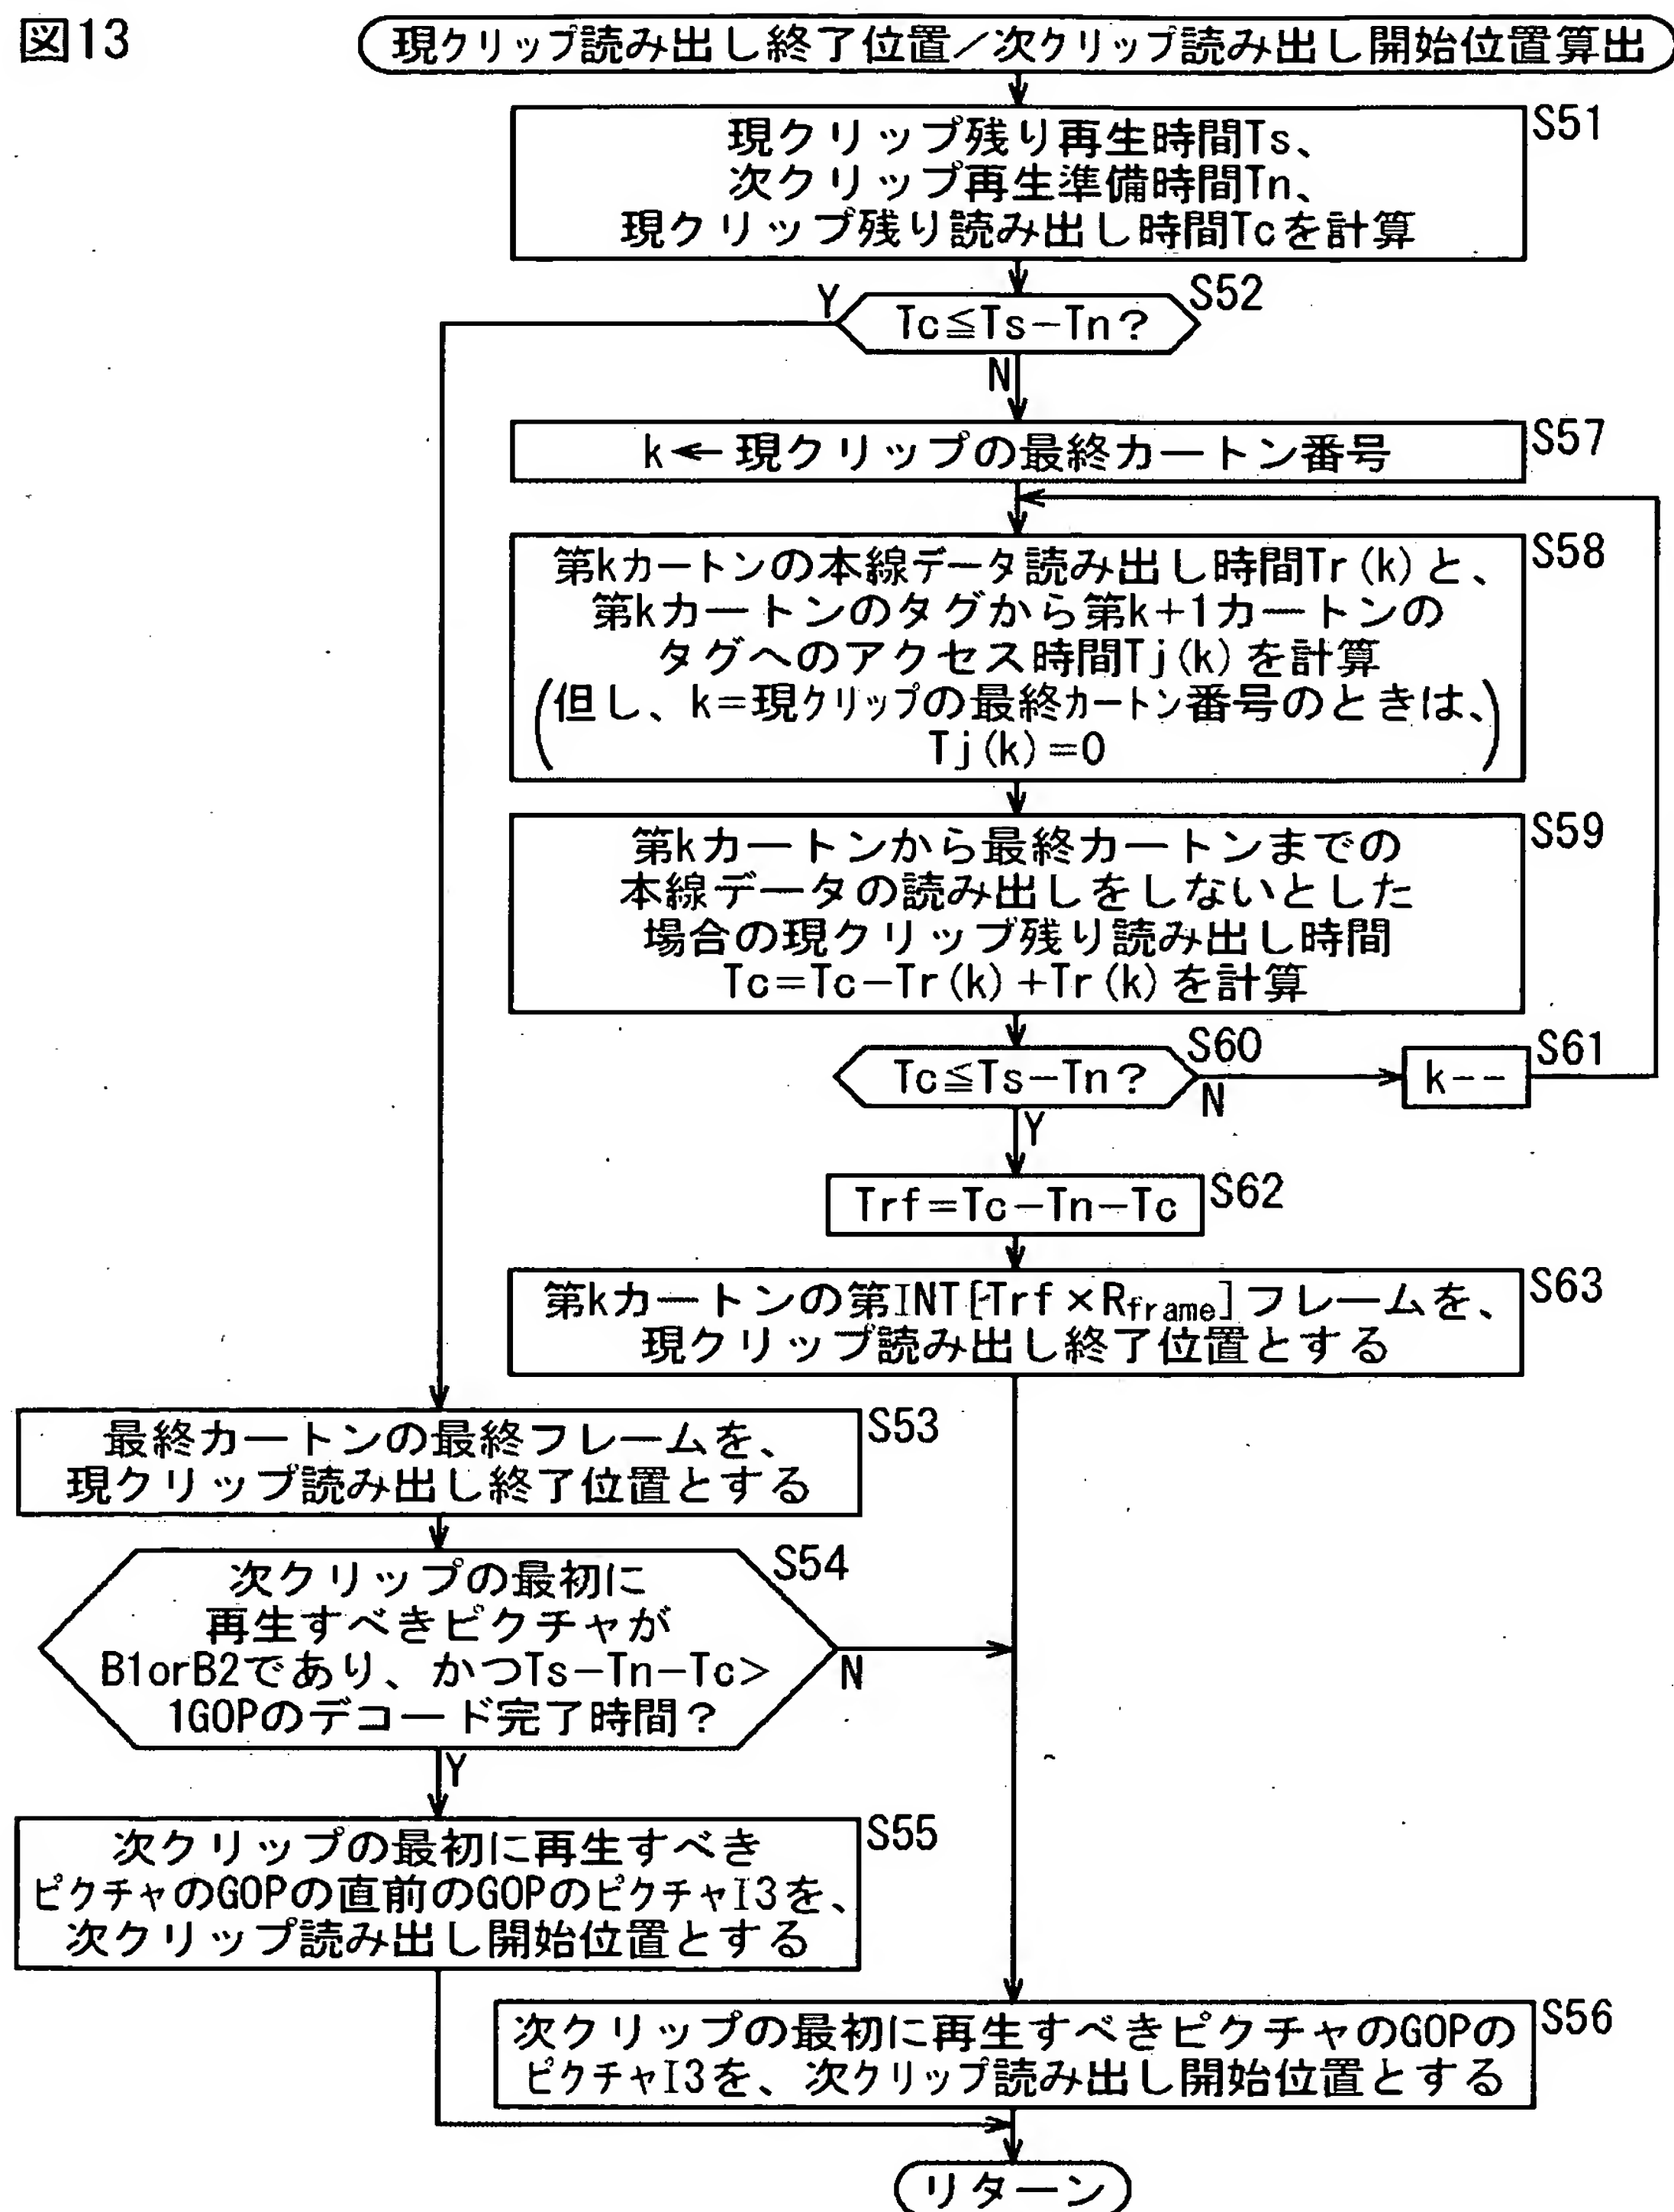 図13
現クリップ読み出し終了位置／次クリップ読み出し開始位置算出
S51
現クリップ残り再生時間Ts、
次クリップ再生準備時間Tn、
現クリップ残り読み出し時間Tcを計算
S52
Tc≦Ts−Tn？
Y
N
S57
k←現クリップの最終カートン番号
S58
第kカートンの本線データ読み出し時間Tr(k)と、
第kカートンのタグから第k+1カートンの
タグへのアクセス時間Tj(k)を計算
(但し、k＝現クリップの最終カートン番号のときは、
Tj(k)=0)
S59
第kカートンから最終カートンまでの
本線データの読み出しをしないとした
場合の現クリップ残り読み出し時間
Tc=Tc−Tr(k)+Tr(k)を計算
S60
Tc≦Ts−Tn？
N
S61
k--
Y
S62
Trf=Tc−Tn−Tc
S63
第kカートンの第INT[Trf×Rframe]フレームを、
現クリップ読み出し終了位置とする
S53
最終カートンの最終フレームを、
現クリップ読み出し終了位置とする
S54
次クリップの最初に
再生すべきピクチャが
B1orB2であり、かつTs−Tn−Tc>
1GOPのデコード完了時間？
N
Y
S55
次クリップの最初に再生すべき
ピクチャのGOPの直前のGOPのピクチャI3を、
次クリップ読み出し開始位置とする
S56
次クリップの最初に再生すべきピクチャのGOPの
ピクチャI3を、次クリップ読み出し開始位置とする
リターン